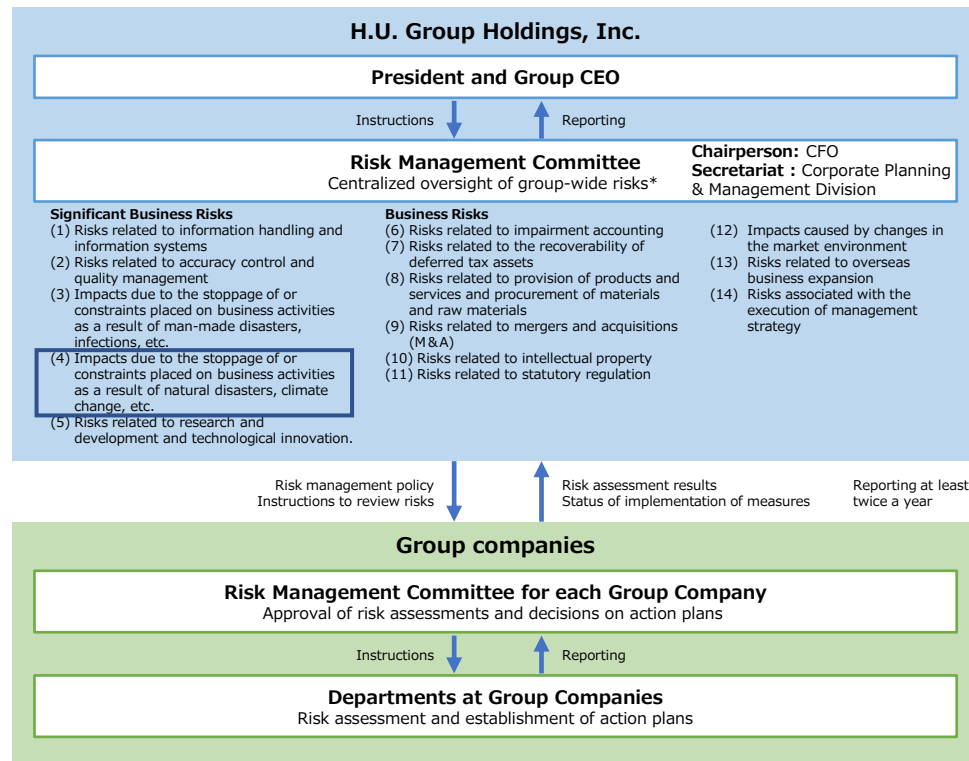 H.U. Group Holdings, Inc.
President and Group CEO
Instructions
Reporting
Risk Management Committee
Centralized oversight of group-wide risks*
Chairperson: CFO
Secretariat : Corporate Planning
& Management Division
Significant Business Risks
(1) Risks related to information handling and
information systems
(2) Risks related to accuracy control and
quality management
(3) Impacts due to the stoppage of or
constraints placed on business activities
as a result of man-made disasters,
infections, etc.
(4) Impacts due to the stoppage of or
constraints placed on business activities
as a result of natural disasters, climate
change, etc.
(5) Risks related to research and
development and technological innovation.
Business Risks
(6) Risks related to impairment accounting
(7) Risks related to the recoverability of
deferred tax assets
(8) Risks related to provision of products and
services and procurement of materials
and raw materials
(9) Risks related to mergers and acquisitions
(M&A)
(10) Risks related to intellectual property
(11) Risks related to statutory regulation
(12) Impacts caused by changes in
the market environment
(13) Risks related to overseas
business expansion
(14) Risks associated with the
execution of management
strategy
Risk management policy
Instructions to review risks
Risk assessment results
Status of implementation of measures
Reporting at least
twice a year
Group companies
Risk Management Committee for each Group Company
Approval of risk assessments and decisions on action plans
Instructions
Reporting
Departments at Group Companies
Risk assessment and establishment of action plans